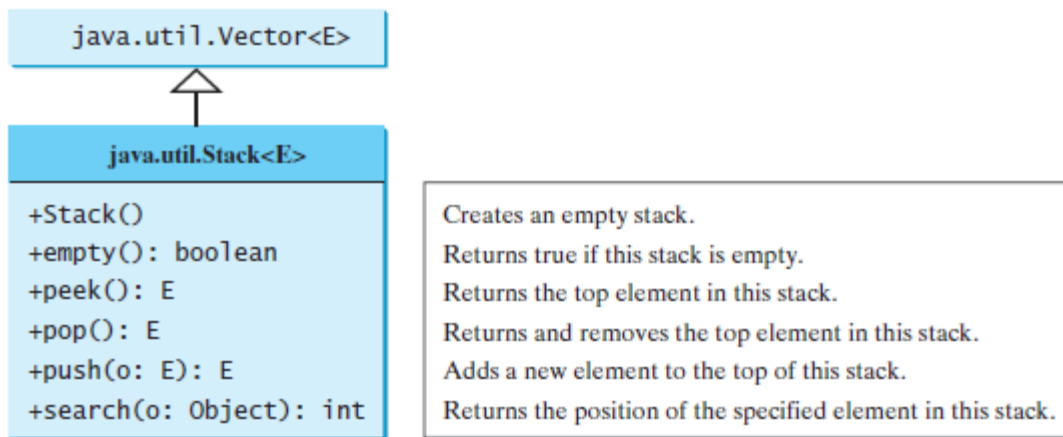 java.util.Vector<E>
java.util.Stack<E>
+Stack()
Creates an empty stack.
+empty(): boolean
Returns true if this stack is empty.
+peek(): E
Returns the top element in this stack.
+pop(): E
Returns and removes the top element in this stack.
+push(o: E): E
Adds a new element to the top of this stack.
+search(o: Object): int
Returns the position of the specified element in this stack.